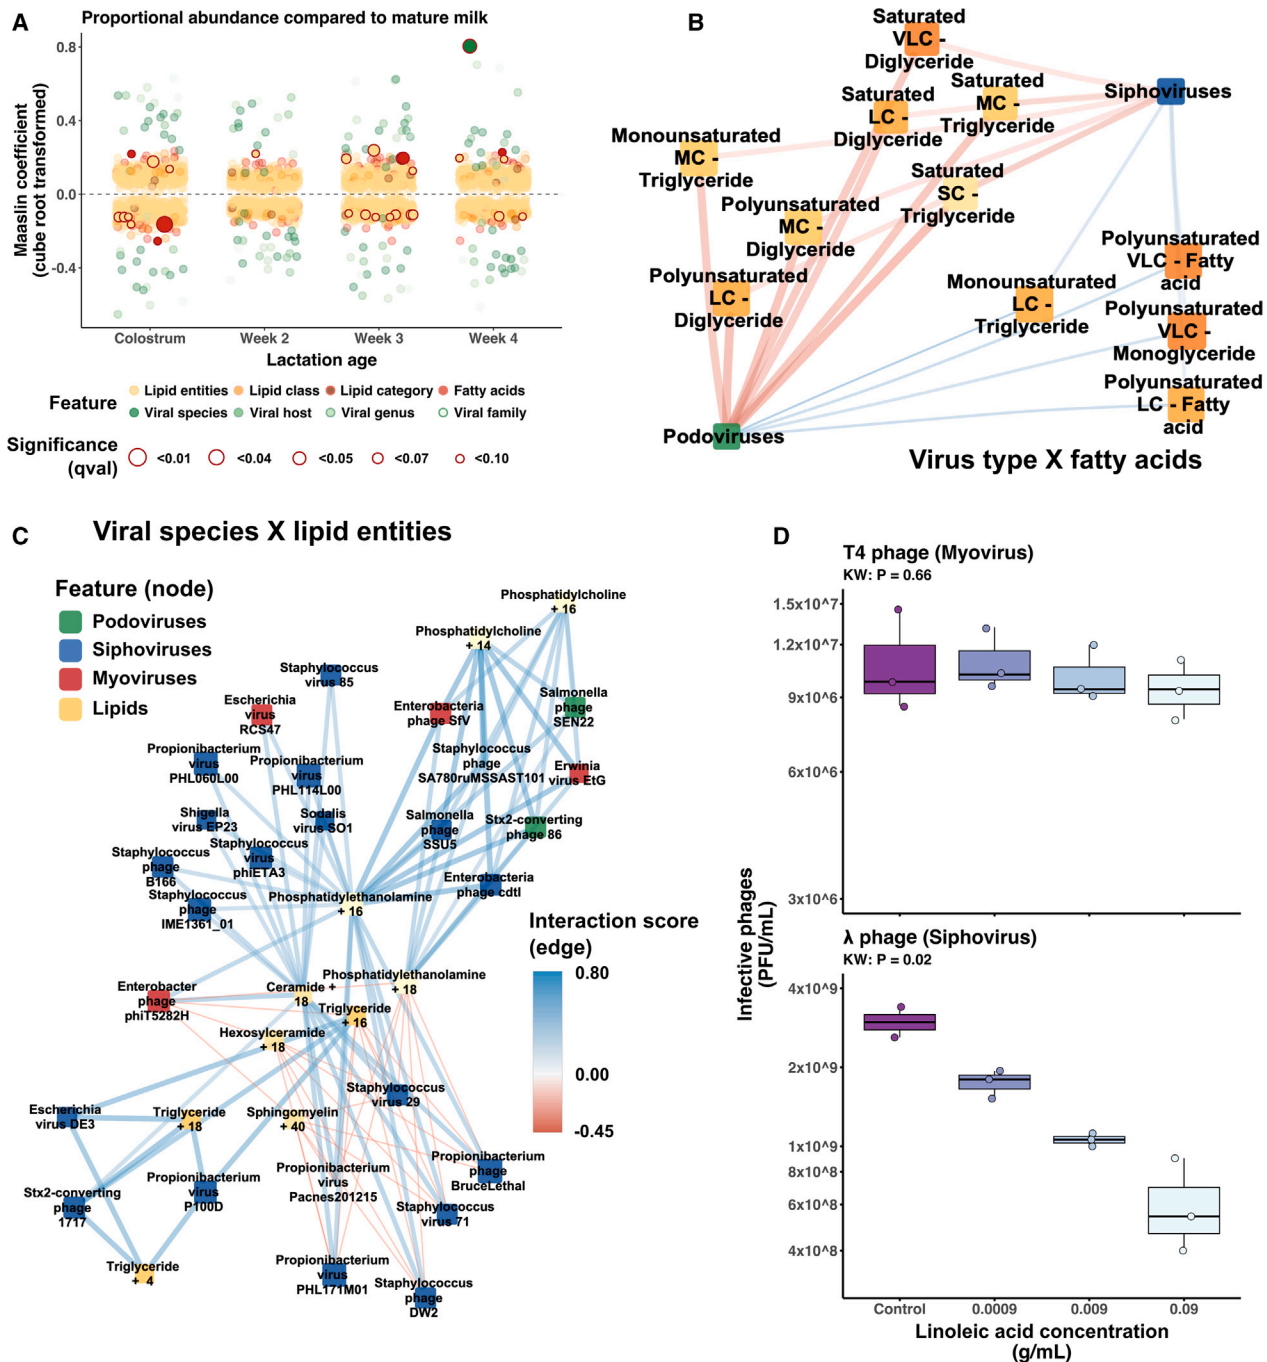 A
Proportional abundance compared to mature milk
Maaslin coefficient
(cube root transformed)
0.8
0.4
0.0
-0.4
Colostrum
Week 2
Week 3
Week 4
Lactation age
Feature
Lipid entities
Lipid class
Lipid category
Fatty acids
Viral species
Viral host
Viral genus
Viral family
Significance
(qval)
<0.01
<0.04
<0.05
<0.07
<0.10
B
Saturated
VLC -
Diglyceride
Saturated
MC -
Triglyceride
Siphoviruses
Saturated
LC -
Diglyceride
Monounsaturated
MC -
Triglyceride
Saturated
SC -
Triglyceride
Polyunsaturated
MC -
Diglyceride
Polyunsaturated
LC -
Diglyceride
Monounsaturated
LC -
Triglyceride
Polyunsaturated
VLC - Fatty
acid
Polyunsaturated
VLC -
Monoglyceride
Polyunsaturated
LC - Fatty
acid
Podoviruses
Virus type X fatty acids
C
Viral species X lipid entities
Feature (node)
Podoviruses
Siphoviruses
Myoviruses
Lipids
Phosphatidylcholine
+ 16
Phosphatidylcholine
+ 14
Staphylococcus
virus 85
Escherichia
virus
RCS47
Enterobacteria
phage SfV
Salmonella
phage
SEN22
Propionibacterium
virus
PHL060L00
Propionibacterium
virus
PHL114L00
Staphylococcus
phage
SA780ruMSSAST101
Erwinia
virus EtG
Shigella
virus EP23
Sodalis
virus SO1
Salmonella
phage
SSU5
Stx2-converting
phage 86
Staphylococcus
phage
B166
Staphylococcus
virus
phiETA3
Enterobacteria
phage cdtI
Staphylococcus
phage
IME1361_01
Phosphatidylethanolamine
+ 16
Interaction score
(edge)
0.80
0.00
-0.45
Enterobacter
phage
phiT5282H
Ceramide +
18
Phosphatidylethanolamine
+ 18
Triglyceride
+ 16
Hexosylceramide
+ 18
Staphylococcus
virus 29
Escherichia
virus DE3
Triglyceride
+ 18
Sphingomyelin
+ 40
Propionibacterium
phage
BruceLethal
Propionibacterium
virus
Pacnes201215
Propionibacterium
virus
P100D
Stx2-converting
phage
1717
Staphylococcus
virus 71
Triglyceride
+ 4
Propionibacterium
virus
PHL171M01
Staphylococcus
phage
DW2
D
T4 phage (Myovirus)
KW: P = 0.66
1.5x10^7
1.2x10^7
9x10^6
6x10^6
3x10^6
Infective phages
(PFU/mL)
λ phage (Siphovirus)
KW: P = 0.02
4x10^9
2x10^9
1x10^9
8x10^8
6x10^8
4x10^8
Control
0.0009
0.009
0.09
Linoleic acid concentration
(g/mL)